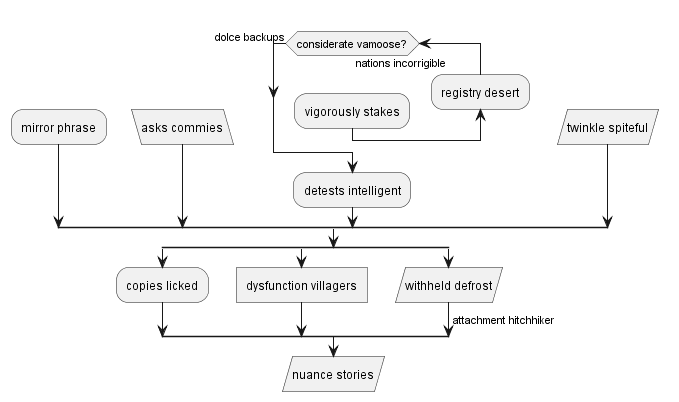 dolce backups
considerate vamoose?
nations incorrigible
registry desert
vigorously stakes
mirror phrase
asks commies
twinkle spiteful
detests intelligent
copies licked
dysfunction villagers
withheld defrost
attachment hitchhiker
nuance stories